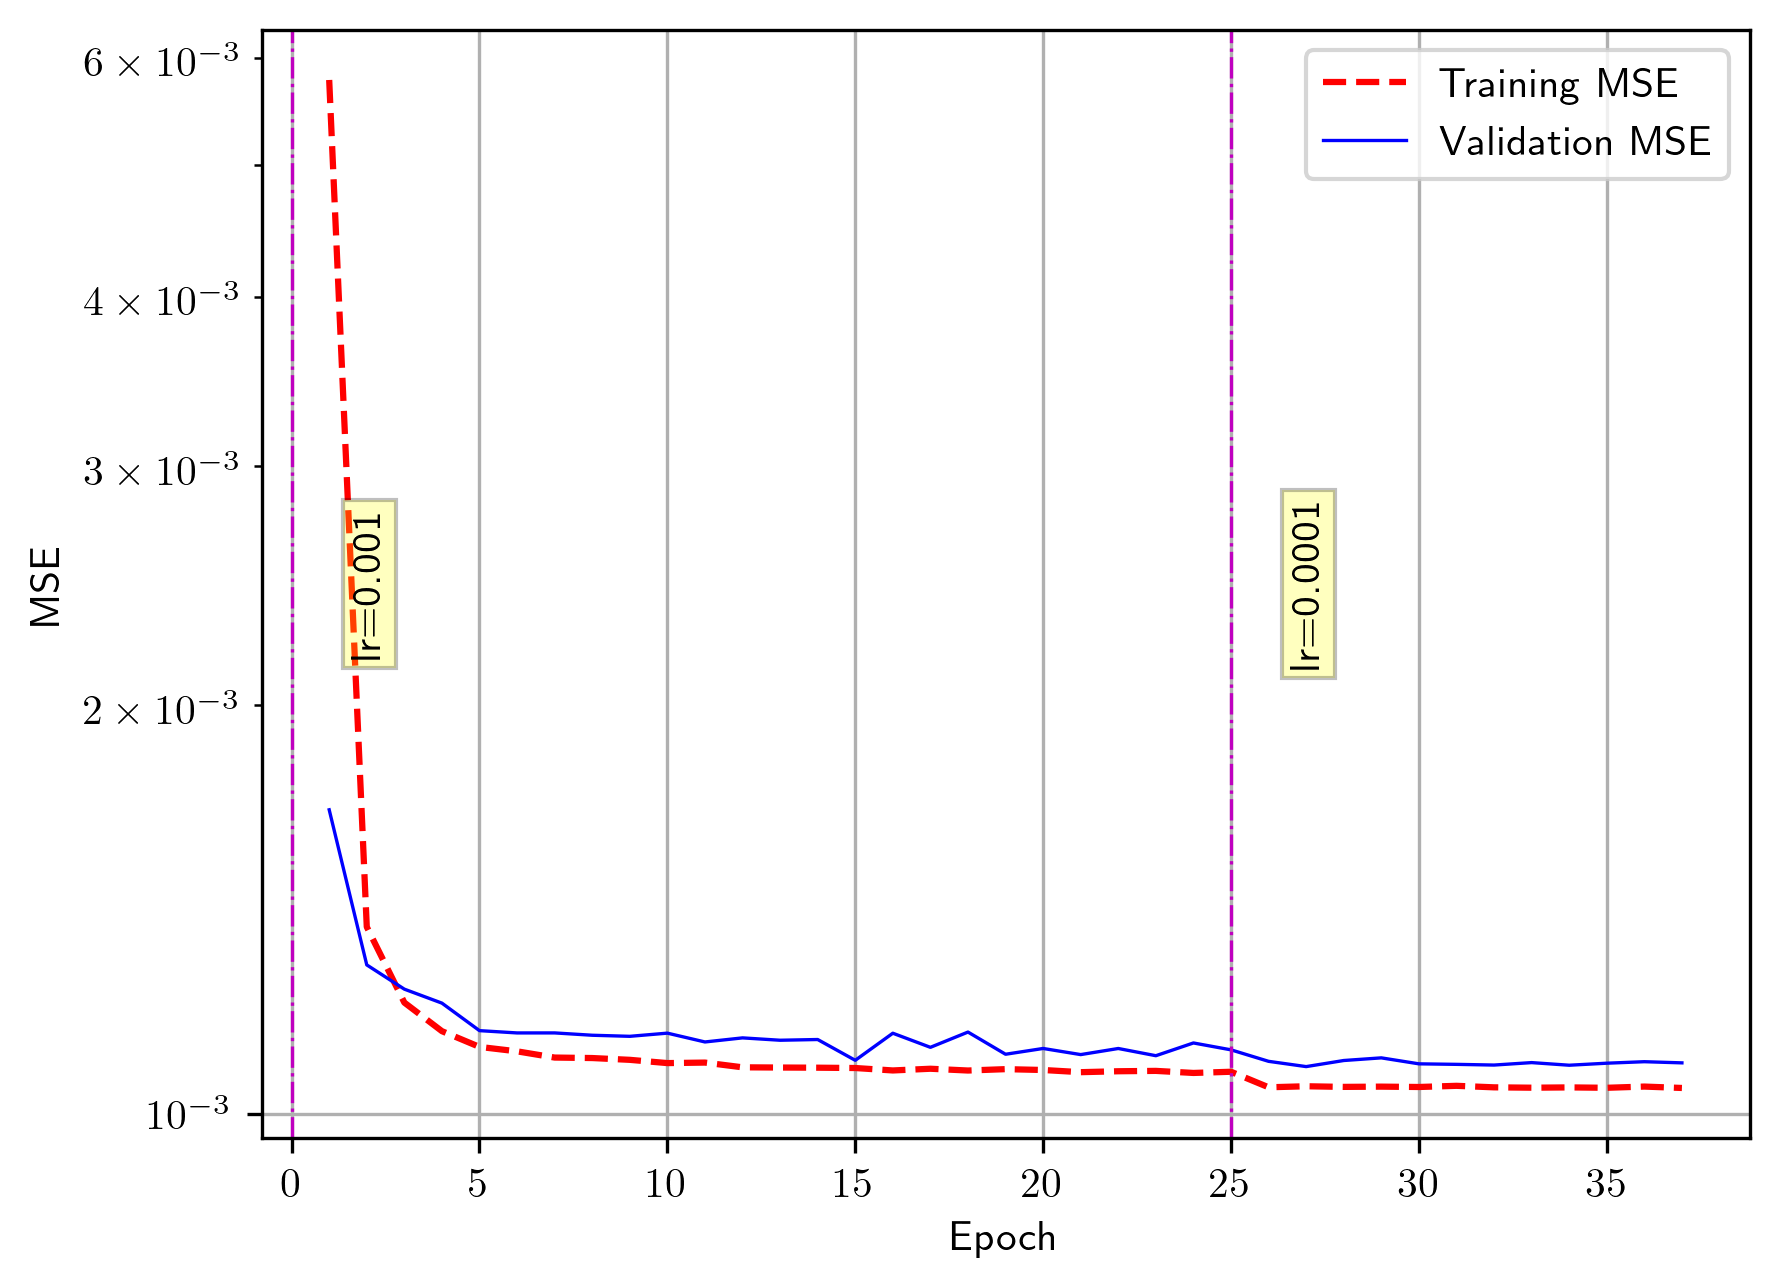 6 × 10⁻³
4 × 10⁻³
3 × 10⁻³
2 × 10⁻³
10⁻³
MSE
lr=0.001
lr=0.0001
Training MSE
Validation MSE
0 5 10 15 20 25 30 35
Epoch